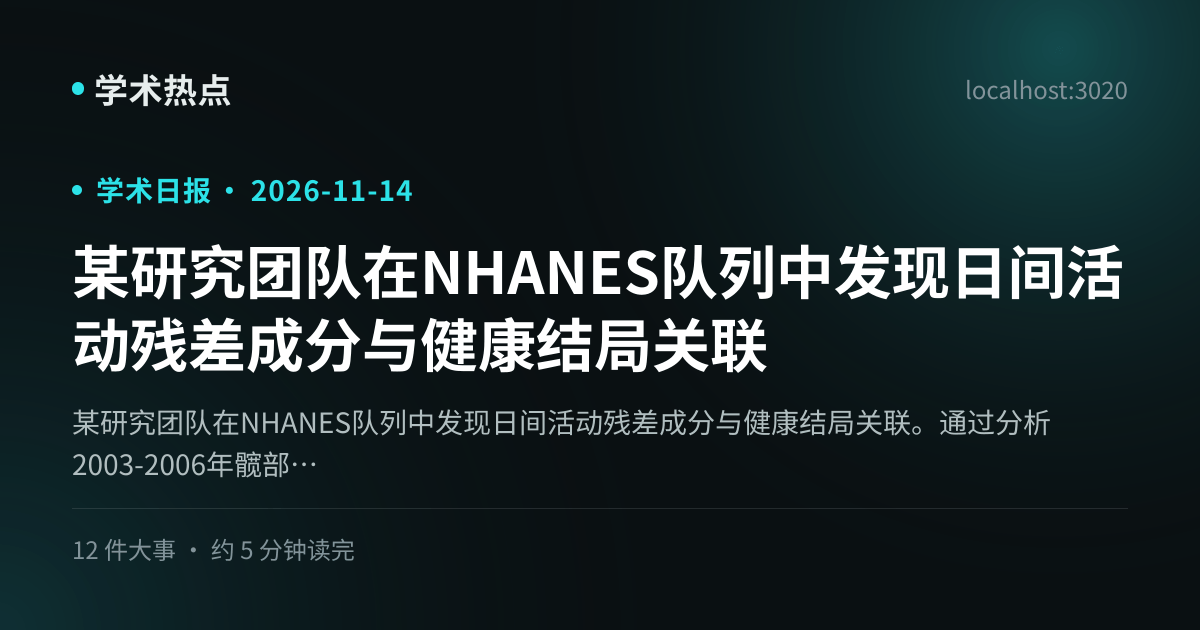 学术热点
localhost:3020
学术日报 · 2026-11-14
某研究团队在NHANES队列中发现日间活
动残差成分与健康结局关联
某研究团队在NHANES队列中发现日间活动残差成分与健康结局关联。通过分析
2003-2006年髋部…
12 件大事 · 约 5 分钟读完